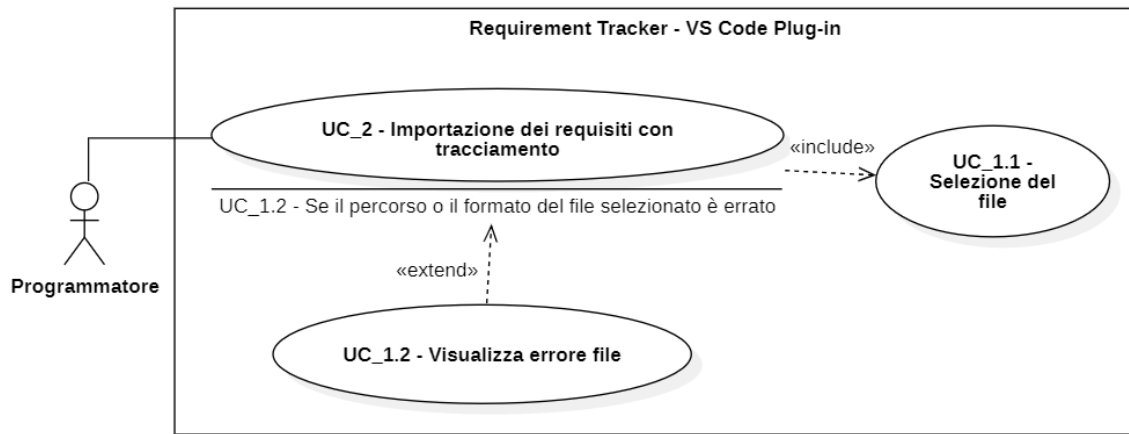 Requirement Tracker - VS Code Plug-in
UC_2 - Importazione dei requisiti con
tracciamento
«include»
UC_1.1 -
Selezione del
file
UC_1.2 - Se il percorso o il formato del file selezionato è errato
«extend»
Programmatore
UC_1.2 - Visualizza errore file